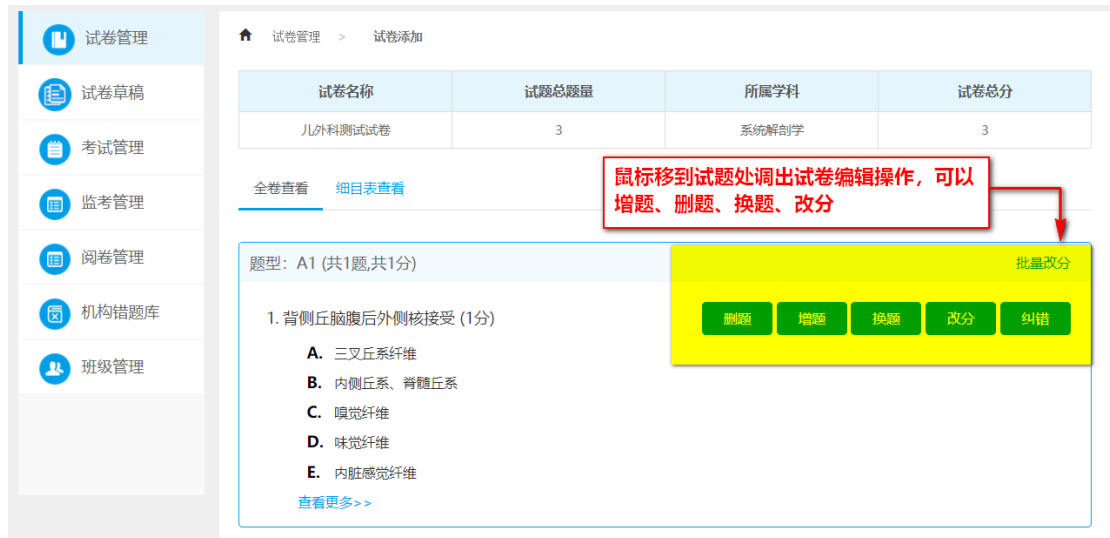 试卷管理
试卷草稿
考试管理
监考管理
阅卷管理
机构错题库
班级管理
试卷管理 > 试卷添加
试卷名称 试题总题量 所属学科 试卷总分
儿外科测试试卷 3 系统解剖学 3
全卷查看 细目表查看
鼠标移到试题处调出试卷编辑操作，可以
增题、删题、换题、改分
题型：A1 (共1题,共1分) 批量改分
1. 背侧丘脑腹后外侧核接受 (1分) 删题 增题 换题 改分 纠错
A. 三叉丘系纤维
B. 内侧丘系、脊髓丘系
C. 嗅觉纤维
D. 味觉纤维
E. 内脏感觉纤维
查看更多>>